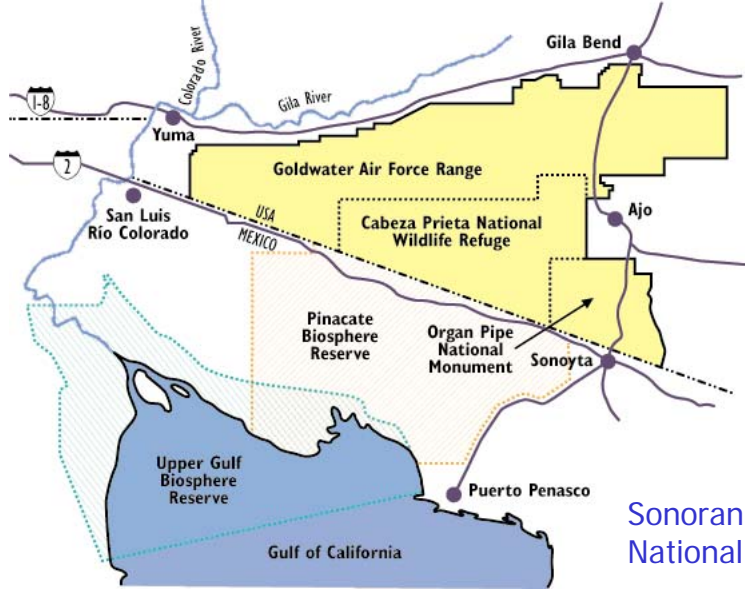 Gila Bend
I-8
Colorado River
Gila River
Yuma
2
Goldwater Air Force Range
San Luis
Río Colorado
USA
MEXICO
Cabeza Prieta National
Wildlife Refuge
Ajo
Pinacate
Biosphere
Reserve
Organ Pipe
National
Monument
Sonoyta
Upper Gulf
Biosphere
Reserve
Puerto Penasco
Gulf of California
Sonoran
National